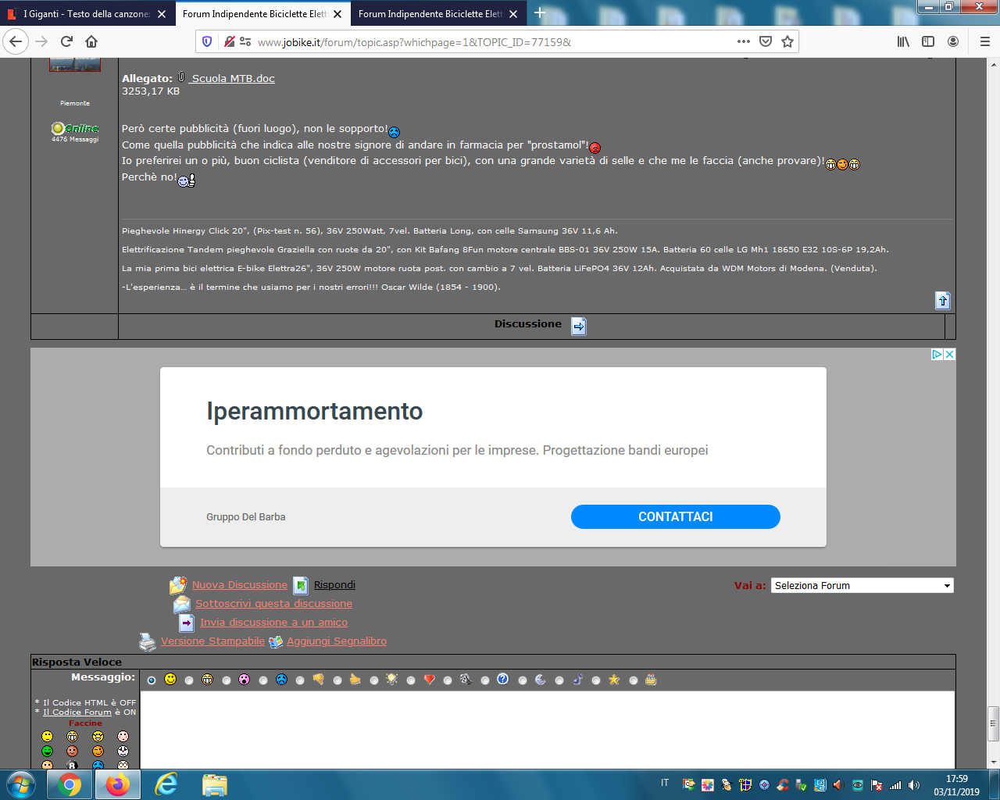 I Giganti - Testo della canzone:
Forum Indipendente Biciclette Elett
Forum Indipendente Biciclette Elett
www.jobike.it/forum/topic.asp?whichpage=1&TOPIC_ID=77159&
Allegato: Scuola MTB.doc
3253,17 KB
Piemonte
Online
4476 Messaggi
Però certe pubblicità (fuori luogo), non le sopporto!
Come quella pubblicità che indica alle nostre signore di andare in farmacia per "prostamol"!
Io preferirei un o più, buon ciclista (venditore di accessori per bici), con una grande varietà di selle e che me le faccia (anche provare)!
Perchè no!
Pieghevole Hinergy Click 20", (Pix-test n. 56), 36V 250Watt, 7vel. Batteria Long, con celle Samsung 36V 11,6 Ah.
Elettrificazione Tandem pieghevole Graziella con ruote da 20", con Kit Bafang 8Fun motore centrale BBS-01 36V 250W 15A. Batteria 60 celle LG Mh1 18650 E32 10S-6P 19,2Ah.
La mia prima bici elettrica E-bike Elettra26", 36V 250W motore ruota post. con cambio a 7 vel. Batteria LiFePO4 36V 12Ah. Acquistata da WDM Motors di Modena. (Venduta).
-L'esperienza... è il termine che usiamo per i nostri errori!!! Oscar Wilde (1854 - 1900).
Discussione
Iperammortamento
Contributi a fondo perduto e agevolazioni per le imprese. Progettazione bandi europei
Gruppo Del Barba
CONTATTACI
Nuova Discussione Rispondi
Vai a: Seleziona Forum
Sottoscrivi questa discussione
Invia discussione a un amico
Versione Stampabile Aggiungi Segnalibro
Risposta Veloce
Messaggio:
* Il Codice HTML è OFF
* Il Codice Forum è ON
Faccine
IT
17:59
03/11/2019